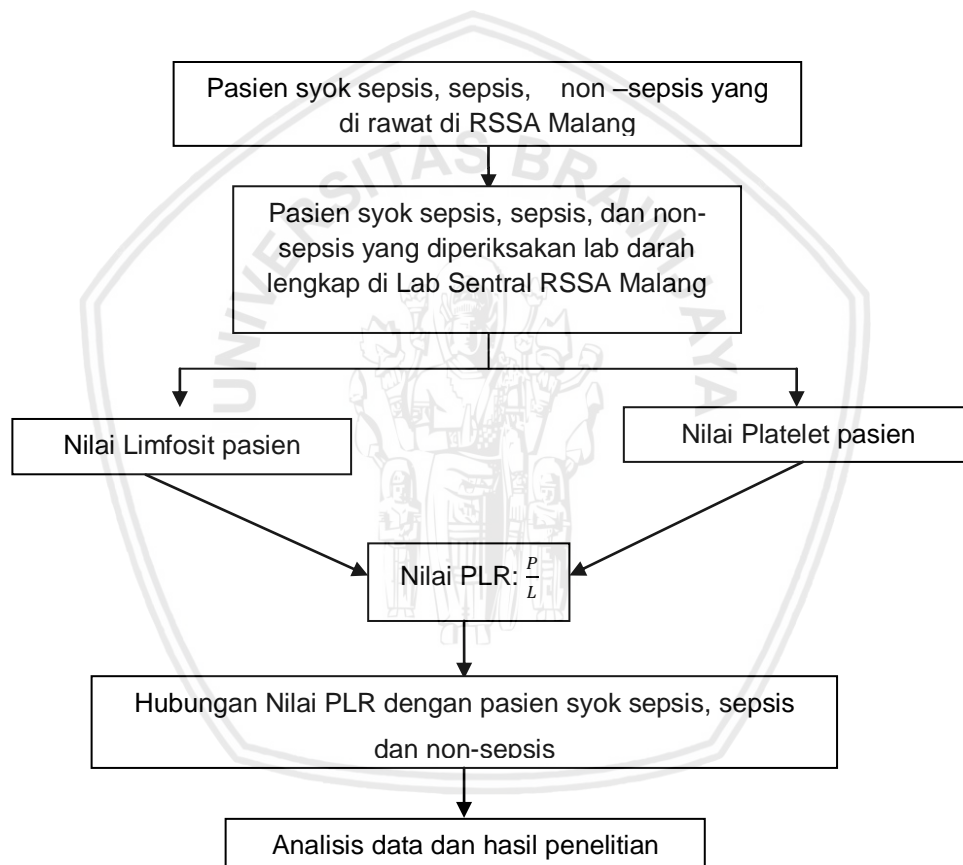 Pasien syok sepsis, sepsis, non –sepsis yang
di rawat di RSSA Malang
UNIVERSITAS BRAWIJAYA
Pasien syok sepsis, sepsis, dan non-
sepsis yang diperiksakan lab darah
lengkap di Lab Sentral RSSA Malang
Nilai Limfosit pasien
Nilai Platelet pasien
Nilai PLR: P/L
Hubungan Nilai PLR dengan pasien syok sepsis, sepsis
dan non-sepsis
Analisis data dan hasil penelitian